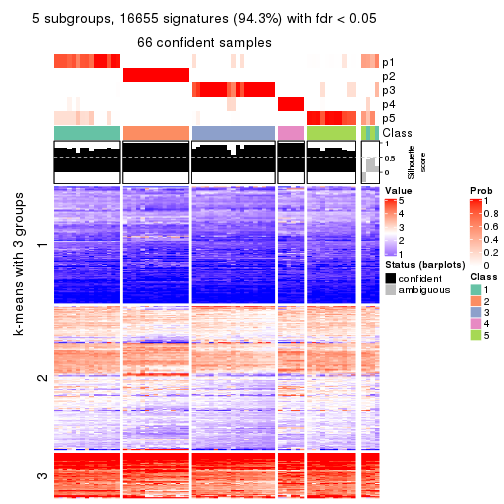 5 subgroups, 16655 signatures (94.3%) with fdr < 0.05
66 confident samples
p1
p2
p3
p4
p5
Class
1
0.5
0
Silhouette
score
k-means with 3 groups
1
2
3
Value
5
4
3
2
1
Status (barplots)
confident
ambiguous
Prob
1
0.8
0.6
0.4
0.2
0
Class
1
2
3
4
5